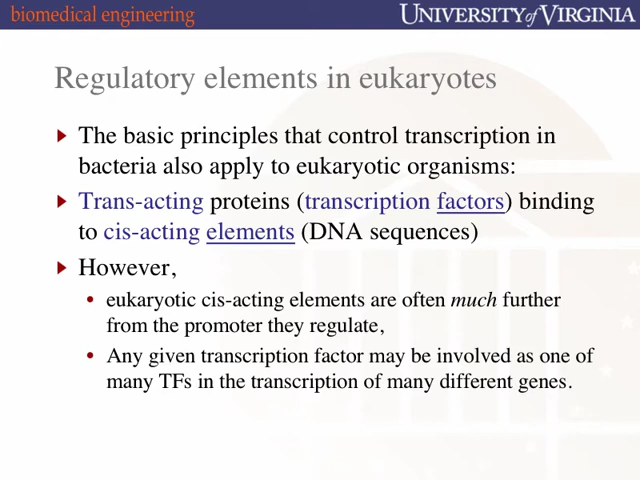 biomedical engineering
UNIVERSITY of VIRGINIA
Regulatory elements in eukaryotes
The basic principles that control transcription in
bacteria also apply to eukaryotic organisms:
Trans-acting proteins (transcription factors) binding
to cis-acting elements (DNA sequences)
However,
• eukaryotic cis-acting elements are often much further
from the promoter they regulate,
• Any given transcription factor may be involved as one of
many TFs in the transcription of many different genes.